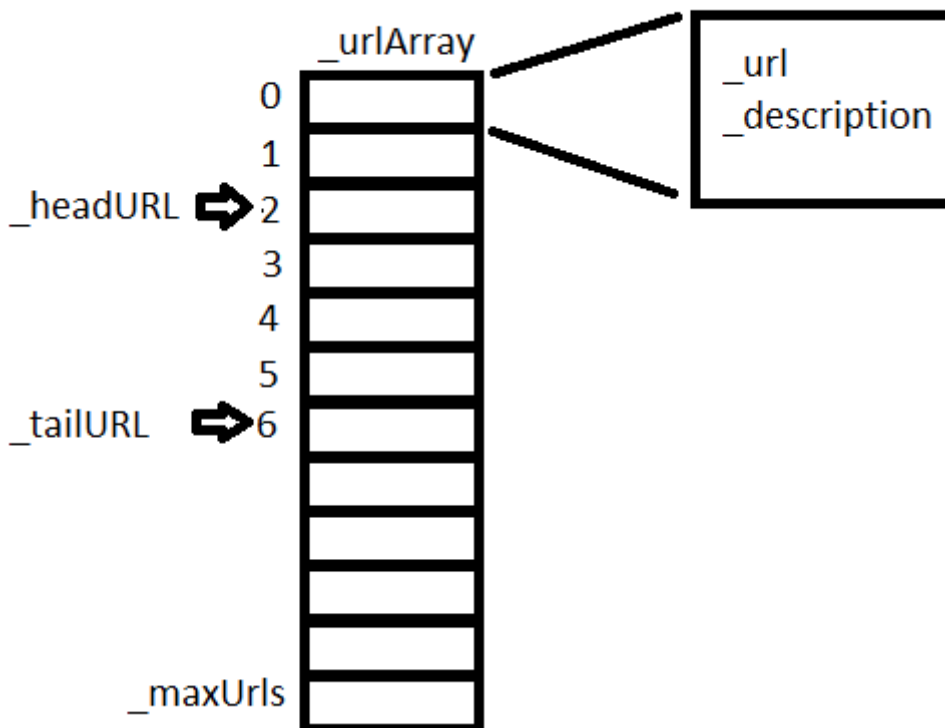 _urlArray
_url
_description
0
1
_headURL 2
3
4
5
_tailURL 6
_maxUrls